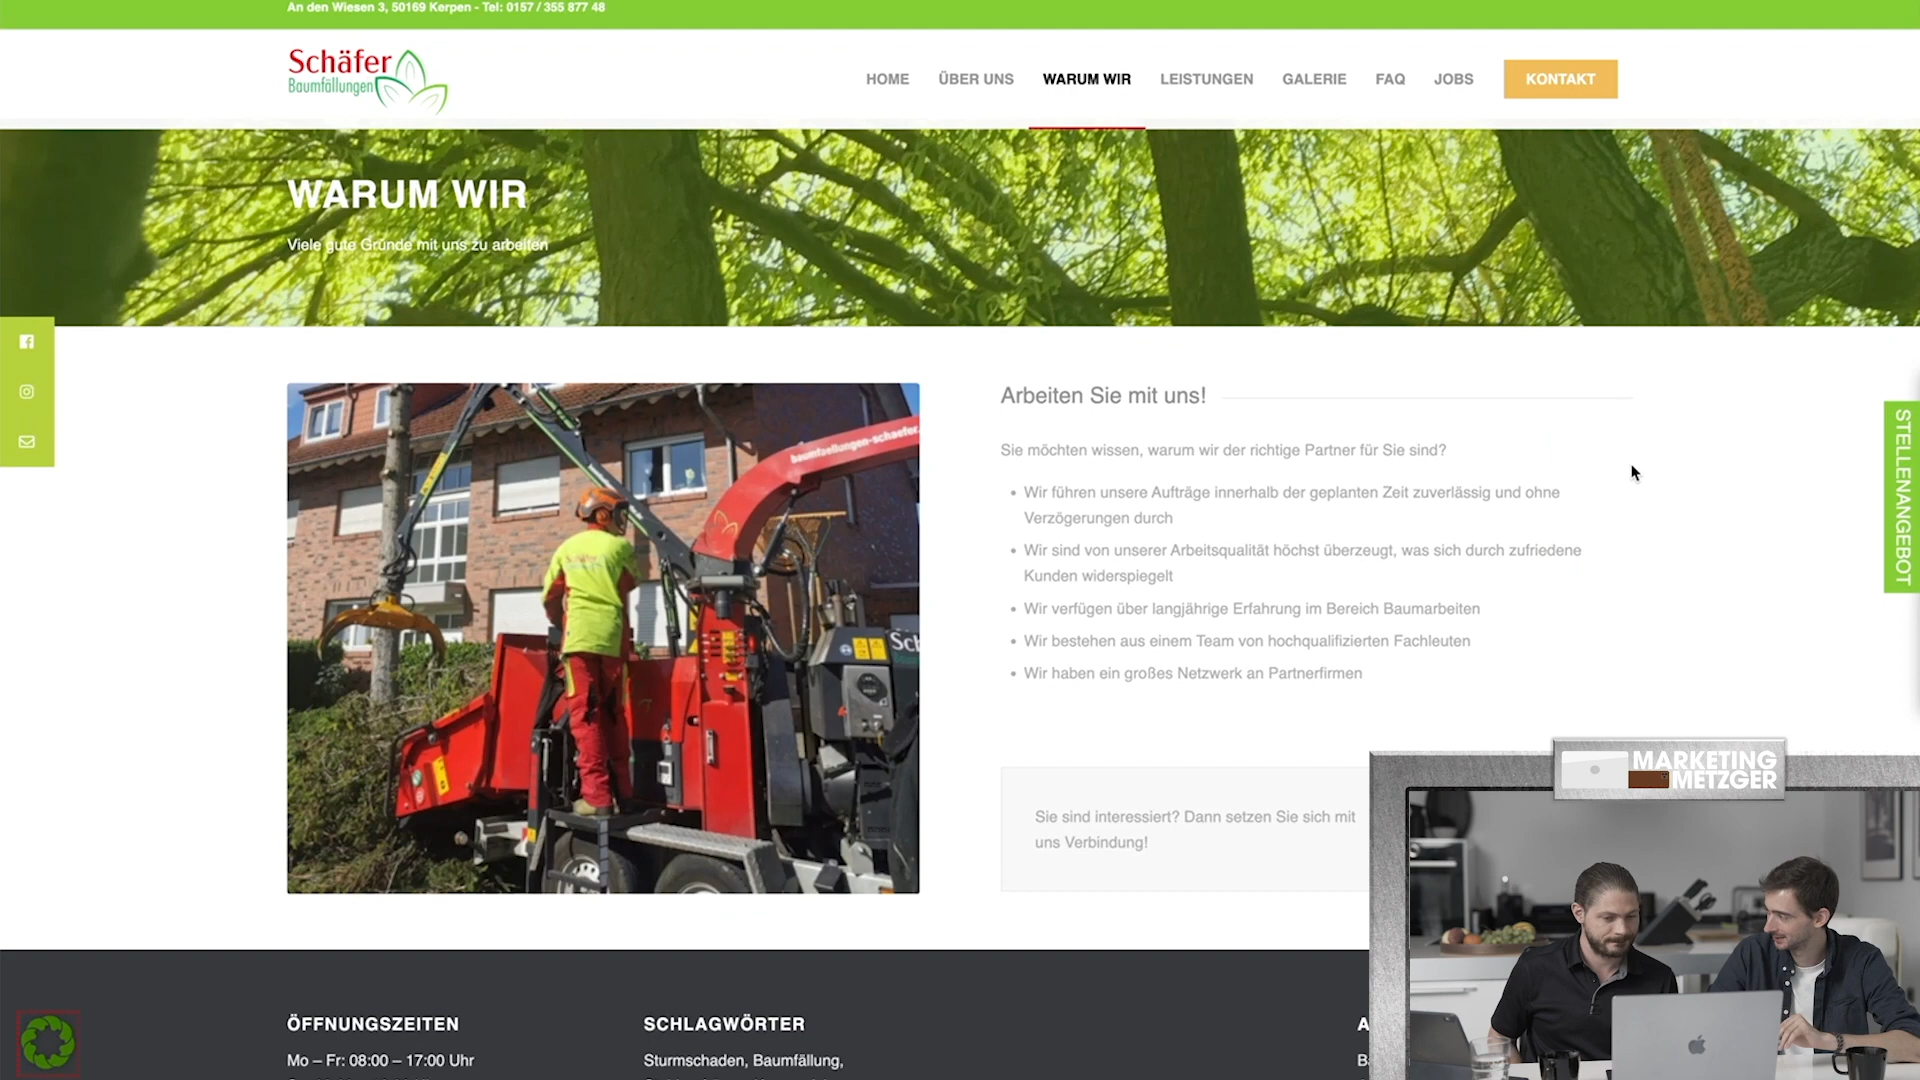 An den Wiesen 3, 50169 Kerpen - Tel: 0157 / 355 877 48
Schäfer
Baumfällungen
HOME ÜBER UNS WARUM WIR LEISTUNGEN GALERIE FAQ JOBS KONTAKT
WARUM WIR
Viele gute Gründe mit uns zu arbeiten
STELLENANGEBOT
baumfaellungen-schaefer.
Arbeiten Sie mit uns!
Sie möchten wissen, warum wir der richtige Partner für Sie sind?
• Wir führen unsere Aufträge innerhalb der geplanten Zeit zuverlässig und ohne
Verzögerungen durch
• Wir sind von unserer Arbeitsqualität höchst überzeugt, was sich durch zufriedene
Kunden widerspiegelt
• Wir verfügen über langjährige Erfahrung im Bereich Baumarbeiten
• Wir bestehen aus einem Team von hochqualifizierten Fachleuten
• Wir haben ein großes Netzwerk an Partnerfirmen
Sie sind interessiert? Dann setzen Sie sich mit
uns Verbindung!
MARKETING
METZGER
ÖFFNUNGSZEITEN
Mo – Fr: 08:00 – 17:00 Uhr
SCHLAGWÖRTER
Sturmschaden, Baumfällung,